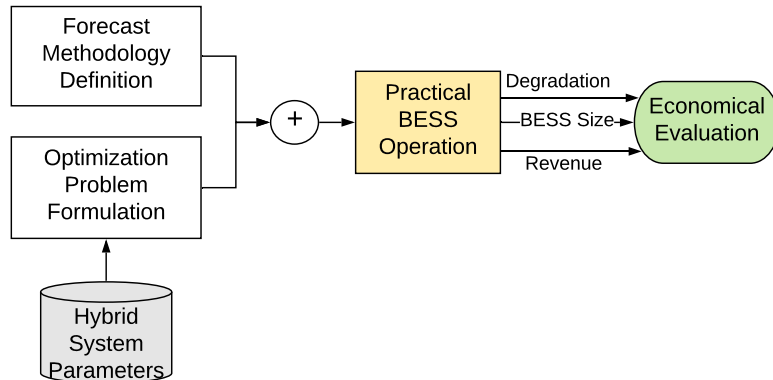 Forecast
Methodology
Definition
Optimization
Problem
Formulation
Hybrid
System
Parameters
+
Practical
BESS
Operation
Degradation
BESS Size
Revenue
Economical
Evaluation